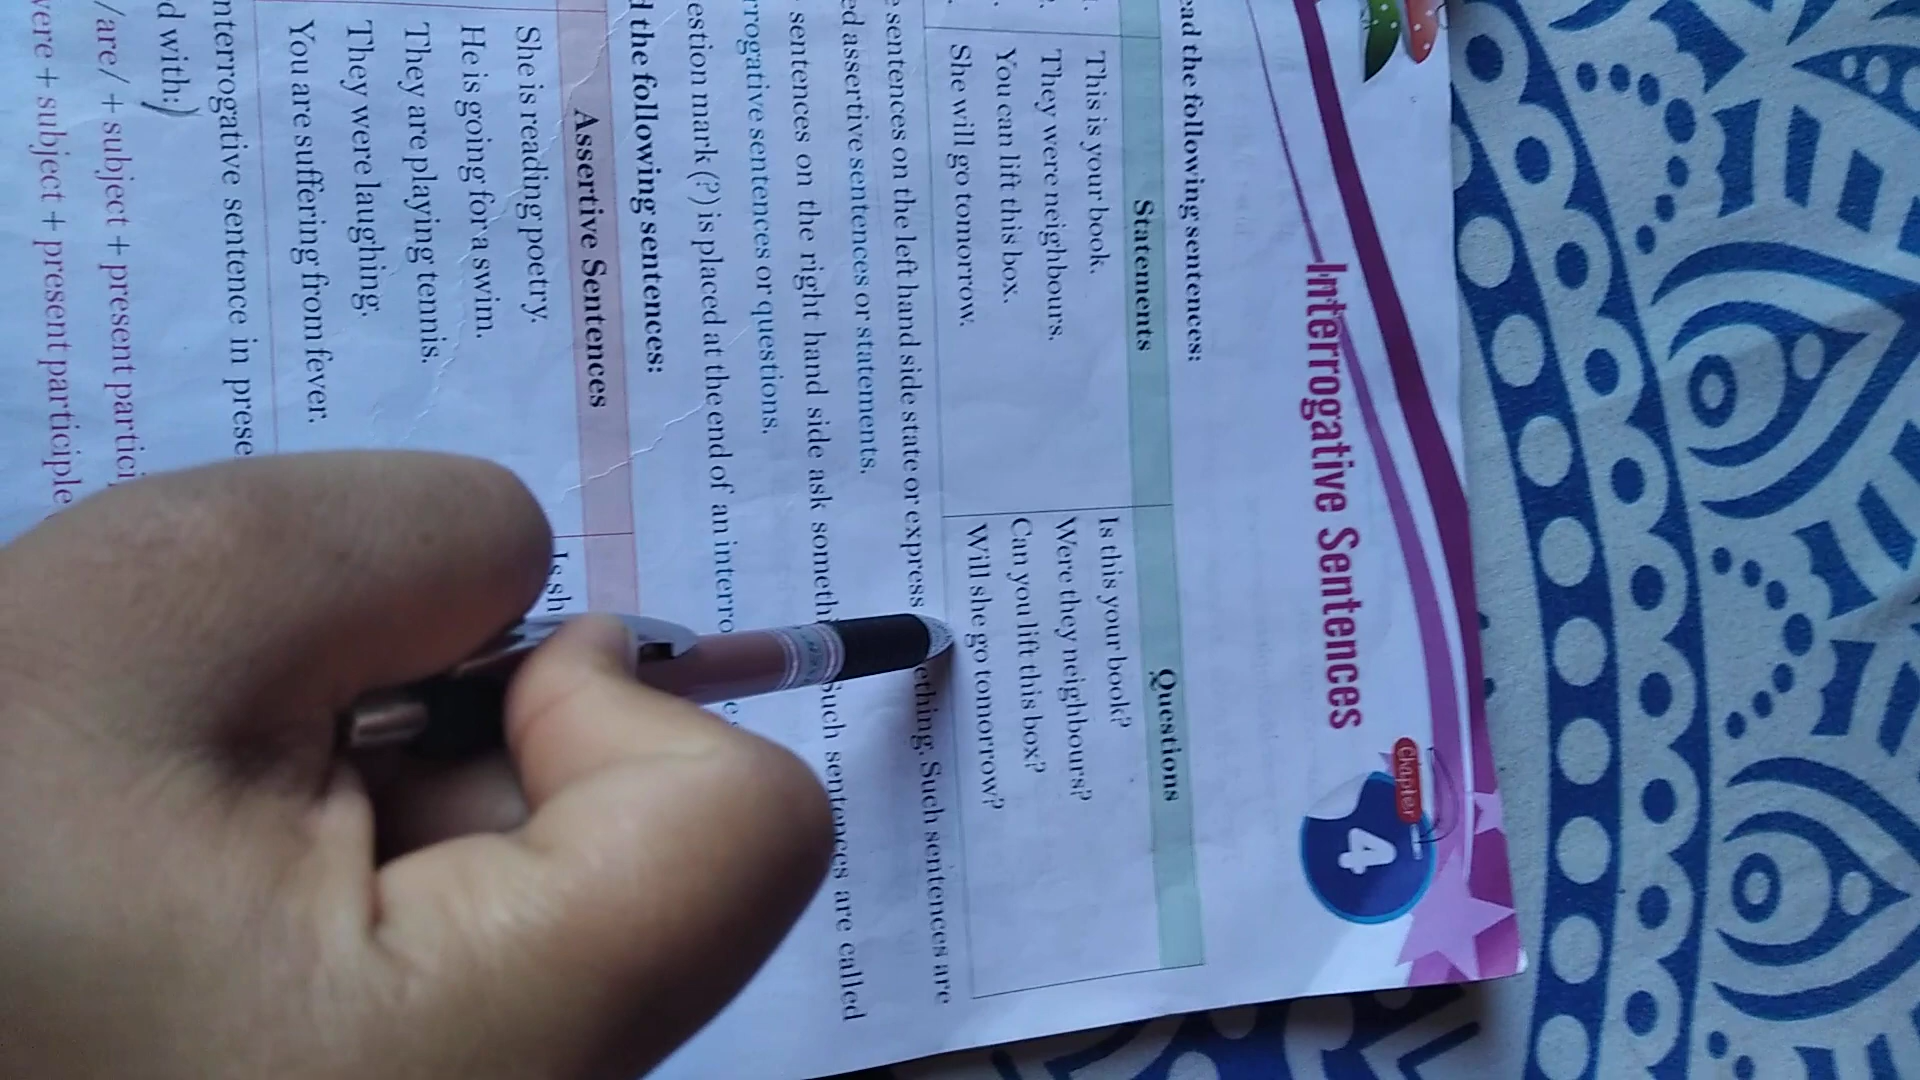 Interrogative Sentences
Chapter
4
ead the following sentences:
Statements Questions
This is your book. Is this your book?
They were neighbours. Were they neighbours?
You can lift this box. Can you lift this box?
She will go tomorrow. Will she go tomorrow?
e sentences on the left hand side state or express ething. Such sentences are
ed assertive sentences or statements.
sentences on the right hand side ask someth Such sentences are called
rrogative sentences or questions.
estion mark (?) is placed at the end of an interro es
d the following sentences:
Assertive Sentences
She is reading poetry. Is sh
He is going for a swim.
They are playing tennis.
They were laughing.
You are suffering from fever.
nterrogative sentence in prese
d with:)
/are/ + subject + present partici
vere + subject + present participle